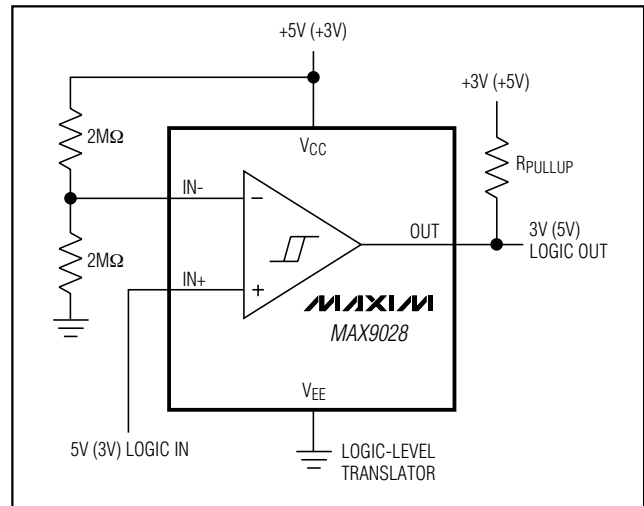 +5V (+3V)
+3V (+5V)
2MΩ
VCC
RPULLUP
IN-
−
OUT
3V (5V)
LOGIC OUT
2MΩ
IN+
+
MAXIM
MAX9028
VEE
5V (3V) LOGIC IN
LOGIC-LEVEL
TRANSLATOR